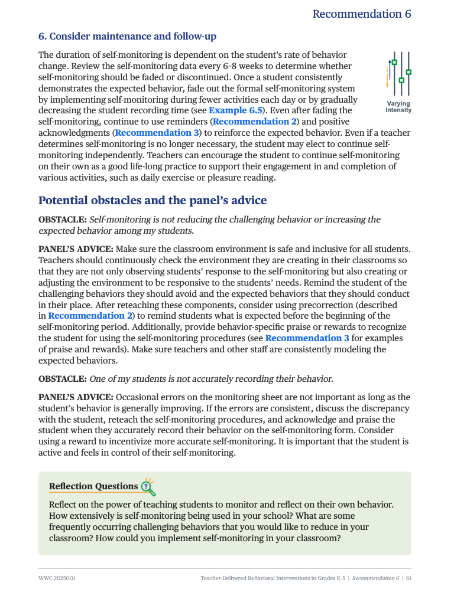 Recommendation 6
6. Consider maintenance and follow-up
The duration of self-monitoring is dependent on the student's rate of behavior
change. Review the self-monitoring data every 6-8 weeks to determine whether
self-monitoring should be faded or discontinued. Once a student consistently
demonstrates the expected behavior, fade out the formal self-monitoring system
by implementing self-monitoring during fewer activities each day or by gradually
decreasing the student recording time (see Example 6.5). Even after fading the
self-monitoring, continue to use reminders (Recommendation 2) and positive
acknowledgments (Recommendation 3) to reinforce the expected behavior. Even if a teacher
determines self-monitoring is no longer necessary, the student may elect to continue self-
monitoring independently. Teachers can encourage the student to continue self-monitoring
on their own as a good life-long practice to support their engagement in and completion of
various activities, such as daily exercise or pleasure reading.
Varying
Intensity
Potential obstacles and the panel's advice
OBSTACLE: Self-monitoring is not reducing the challenging behavior or increasing the
expected behavior among my students.
PANEL'S ADVICE: Make sure the classroom environment is safe and inclusive for all students.
Teachers should continuously check the environment they are creating in their classrooms so
that they are not only observing students' response to the self-monitoring but also creating or
adjusting the environment to be responsive to the students' needs. Remind the student of the
challenging behaviors they should avoid and the expected behaviors that they should conduct
in their place. After reteaching these components, consider using precorrection (described
in Recommendation 2) to remind students what is expected before the beginning of the
self-monitoring period. Additionally, provide behavior-specific praise or rewards to recognize
the student for using the self-monitoring procedures (see Recommendation 3 for examples
of praise and rewards). Make sure teachers and other staff are consistently modeling the
expected behaviors.
OBSTACLE: One of my students is not accurately recording their behavior.
PANEL'S ADVICE: Occasional errors on the monitoring sheet are not important as long as the
student's behavior is generally improving. If the errors are consistent, discuss the discrepancy
with the student, reteach the self-monitoring procedures, and acknowledge and praise the
student when they accurately record their behavior on the self-monitoring form. Consider
using a reward to incentivize more accurate self-monitoring. It is important that the student is
active and feels in control of their self-monitoring.
Reflection Questions
Reflect on the power of teaching students to monitor and reflect on their own behavior.
How extensively is self-monitoring being used in your school? What are some
frequently occurring challenging behaviors that you would like to reduce in your
classroom? How could you implement self-monitoring in your classroom?
WWC 2025001
Teacher-Delivered Behavioral Interventions in Grades K-5 | Recommendation 6 | 61